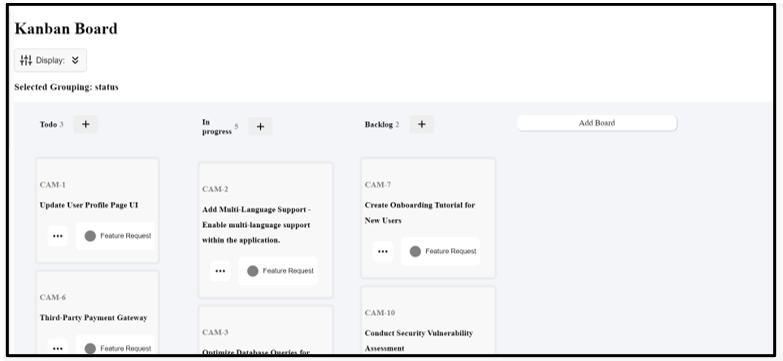 Kanban Board
Display:
Selected Grouping: status
Todo 3 +
In progress 5 +
Backlog 2 +
Add Board
CAM-1
Update User Profile Page UI
... Feature Request
CAM-6
Third-Party Payment Gateway
... Feature Request
CAM-2
Add Multi-Language Support -
Enable multi-language support
within the application.
... Feature Request
CAM-3
Optimize Database Queries for
CAM-7
Create Onboarding Tutorial for
New Users
... Feature Request
CAM-10
Conduct Security Vulnerability
Assessment